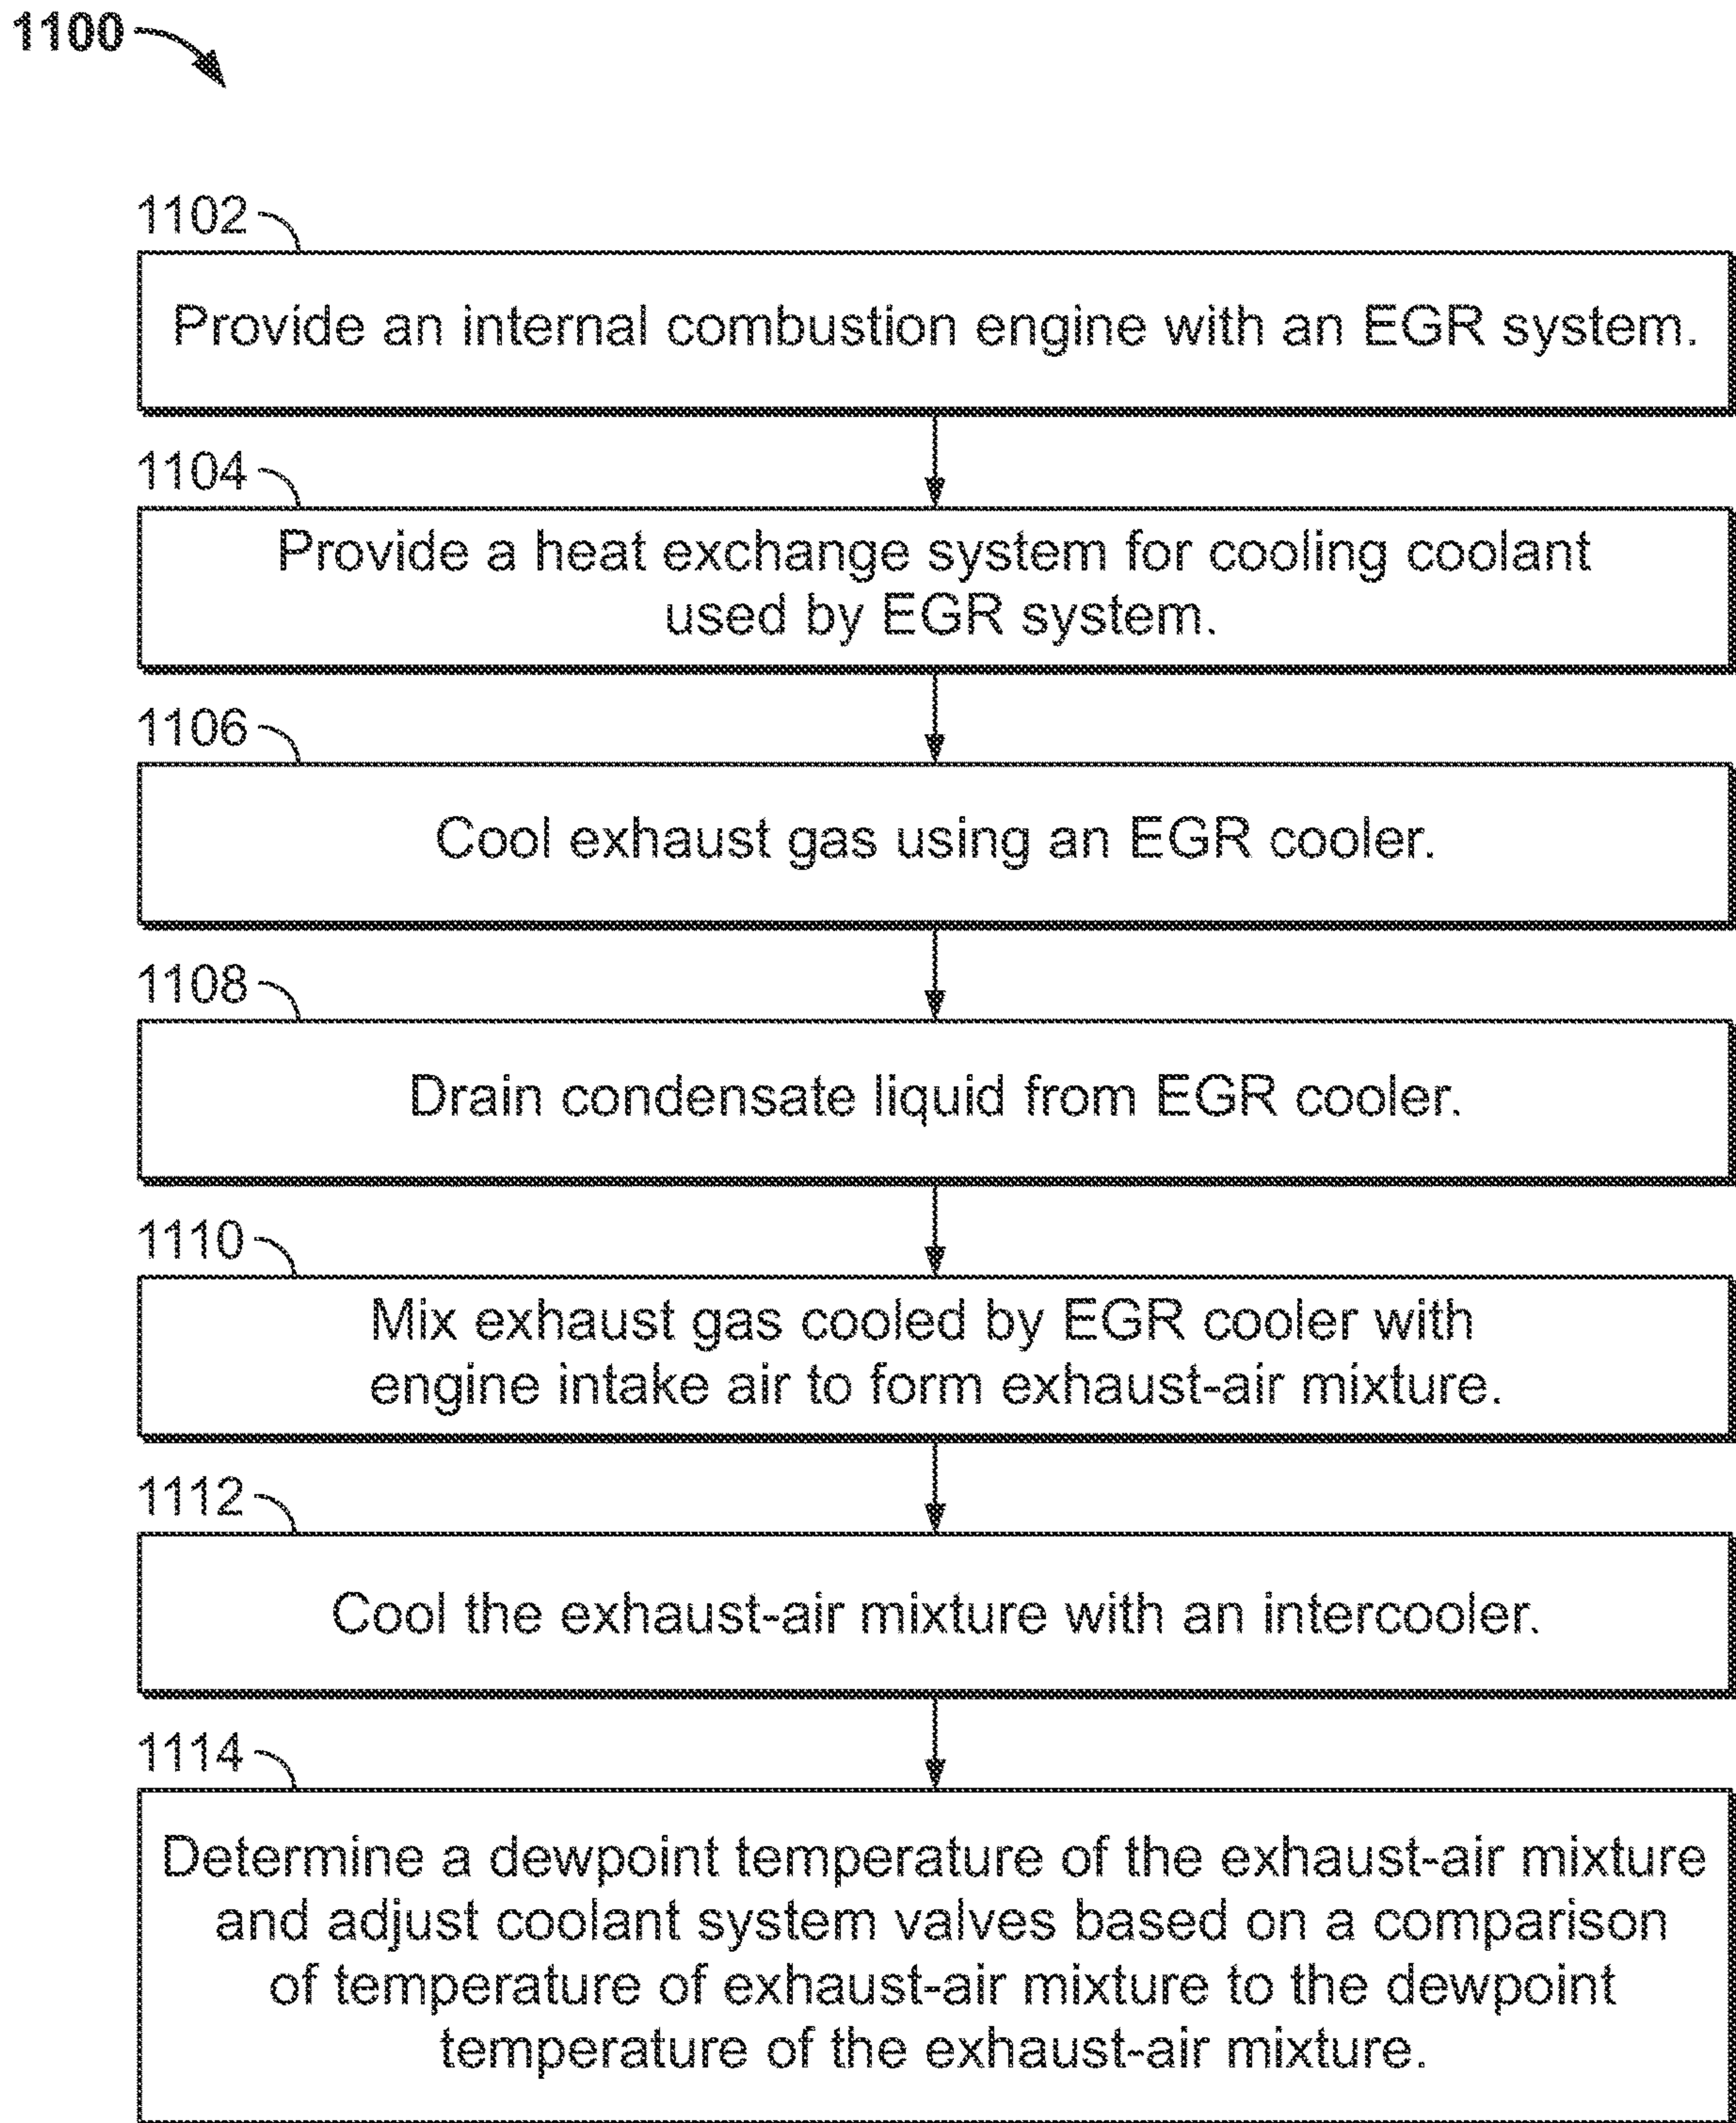 1100
1102
Provide an internal combustion engine with an EGR system.
1104
Provide a heat exchange system for cooling coolant
used by EGR system.
1106
Cool exhaust gas using an EGR cooler.
1108
Drain condensate liquid from EGR cooler.
1110
Mix exhaust gas cooled by EGR cooler with
engine intake air to form exhaust-air mixture.
1112
Cool the exhaust-air mixture with an intercooler.
1114
Determine a dewpoint temperature of the exhaust-air mixture
and adjust coolant system valves based on a comparison
of temperature of exhaust-air mixture to the dewpoint
temperature of the exhaust-air mixture.